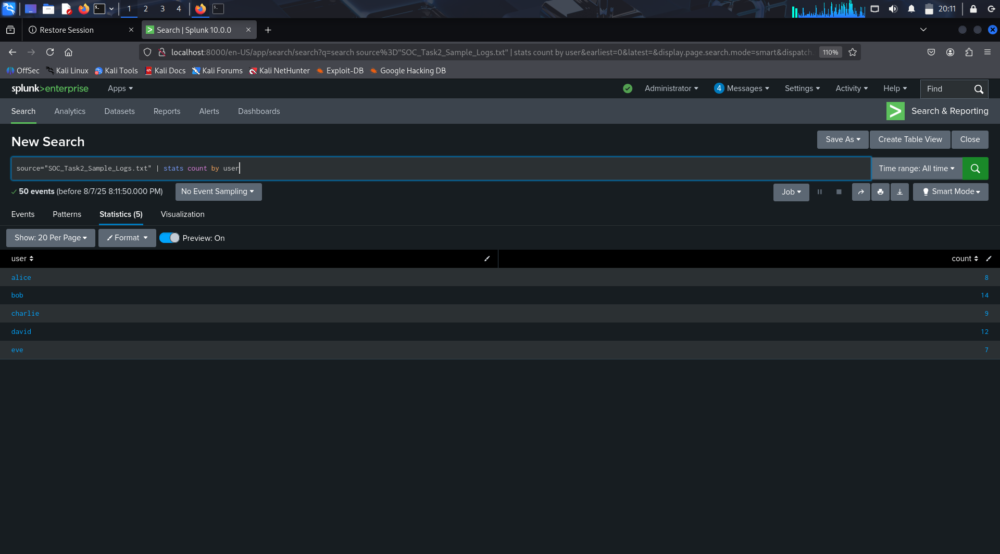 1 2 3 4 20:11
Restore Session Search | Splunk 10.0.0
localhost:8000/en-US/app/search/search?q=search source%3D"SOC_Task2_Sample_Logs.txt" | stats count by user&earliest=0&latest=&display.page.search.mode=smart&dispatch. 110%
OffSec Kali Linux Kali Tools Kali Docs Kali Forums Kali NetHunter Exploit-DB Google Hacking DB
splunk>enterprise Apps Administrator 4 Messages Settings Activity Help Find
Search Analytics Datasets Reports Alerts Dashboards Search & Reporting
New Search Save As Create Table View Close
source="SOC_Task2_Sample_Logs.txt" | stats count by user Time range: All time
50 events (before 8/7/25 8:11:50.000 PM) No Event Sampling Job Smart Mode
Events Patterns Statistics (5) Visualization
Show: 20 Per Page Format Preview: On
user count
alice 8
bob 14
charlie 9
david 12
eve 7